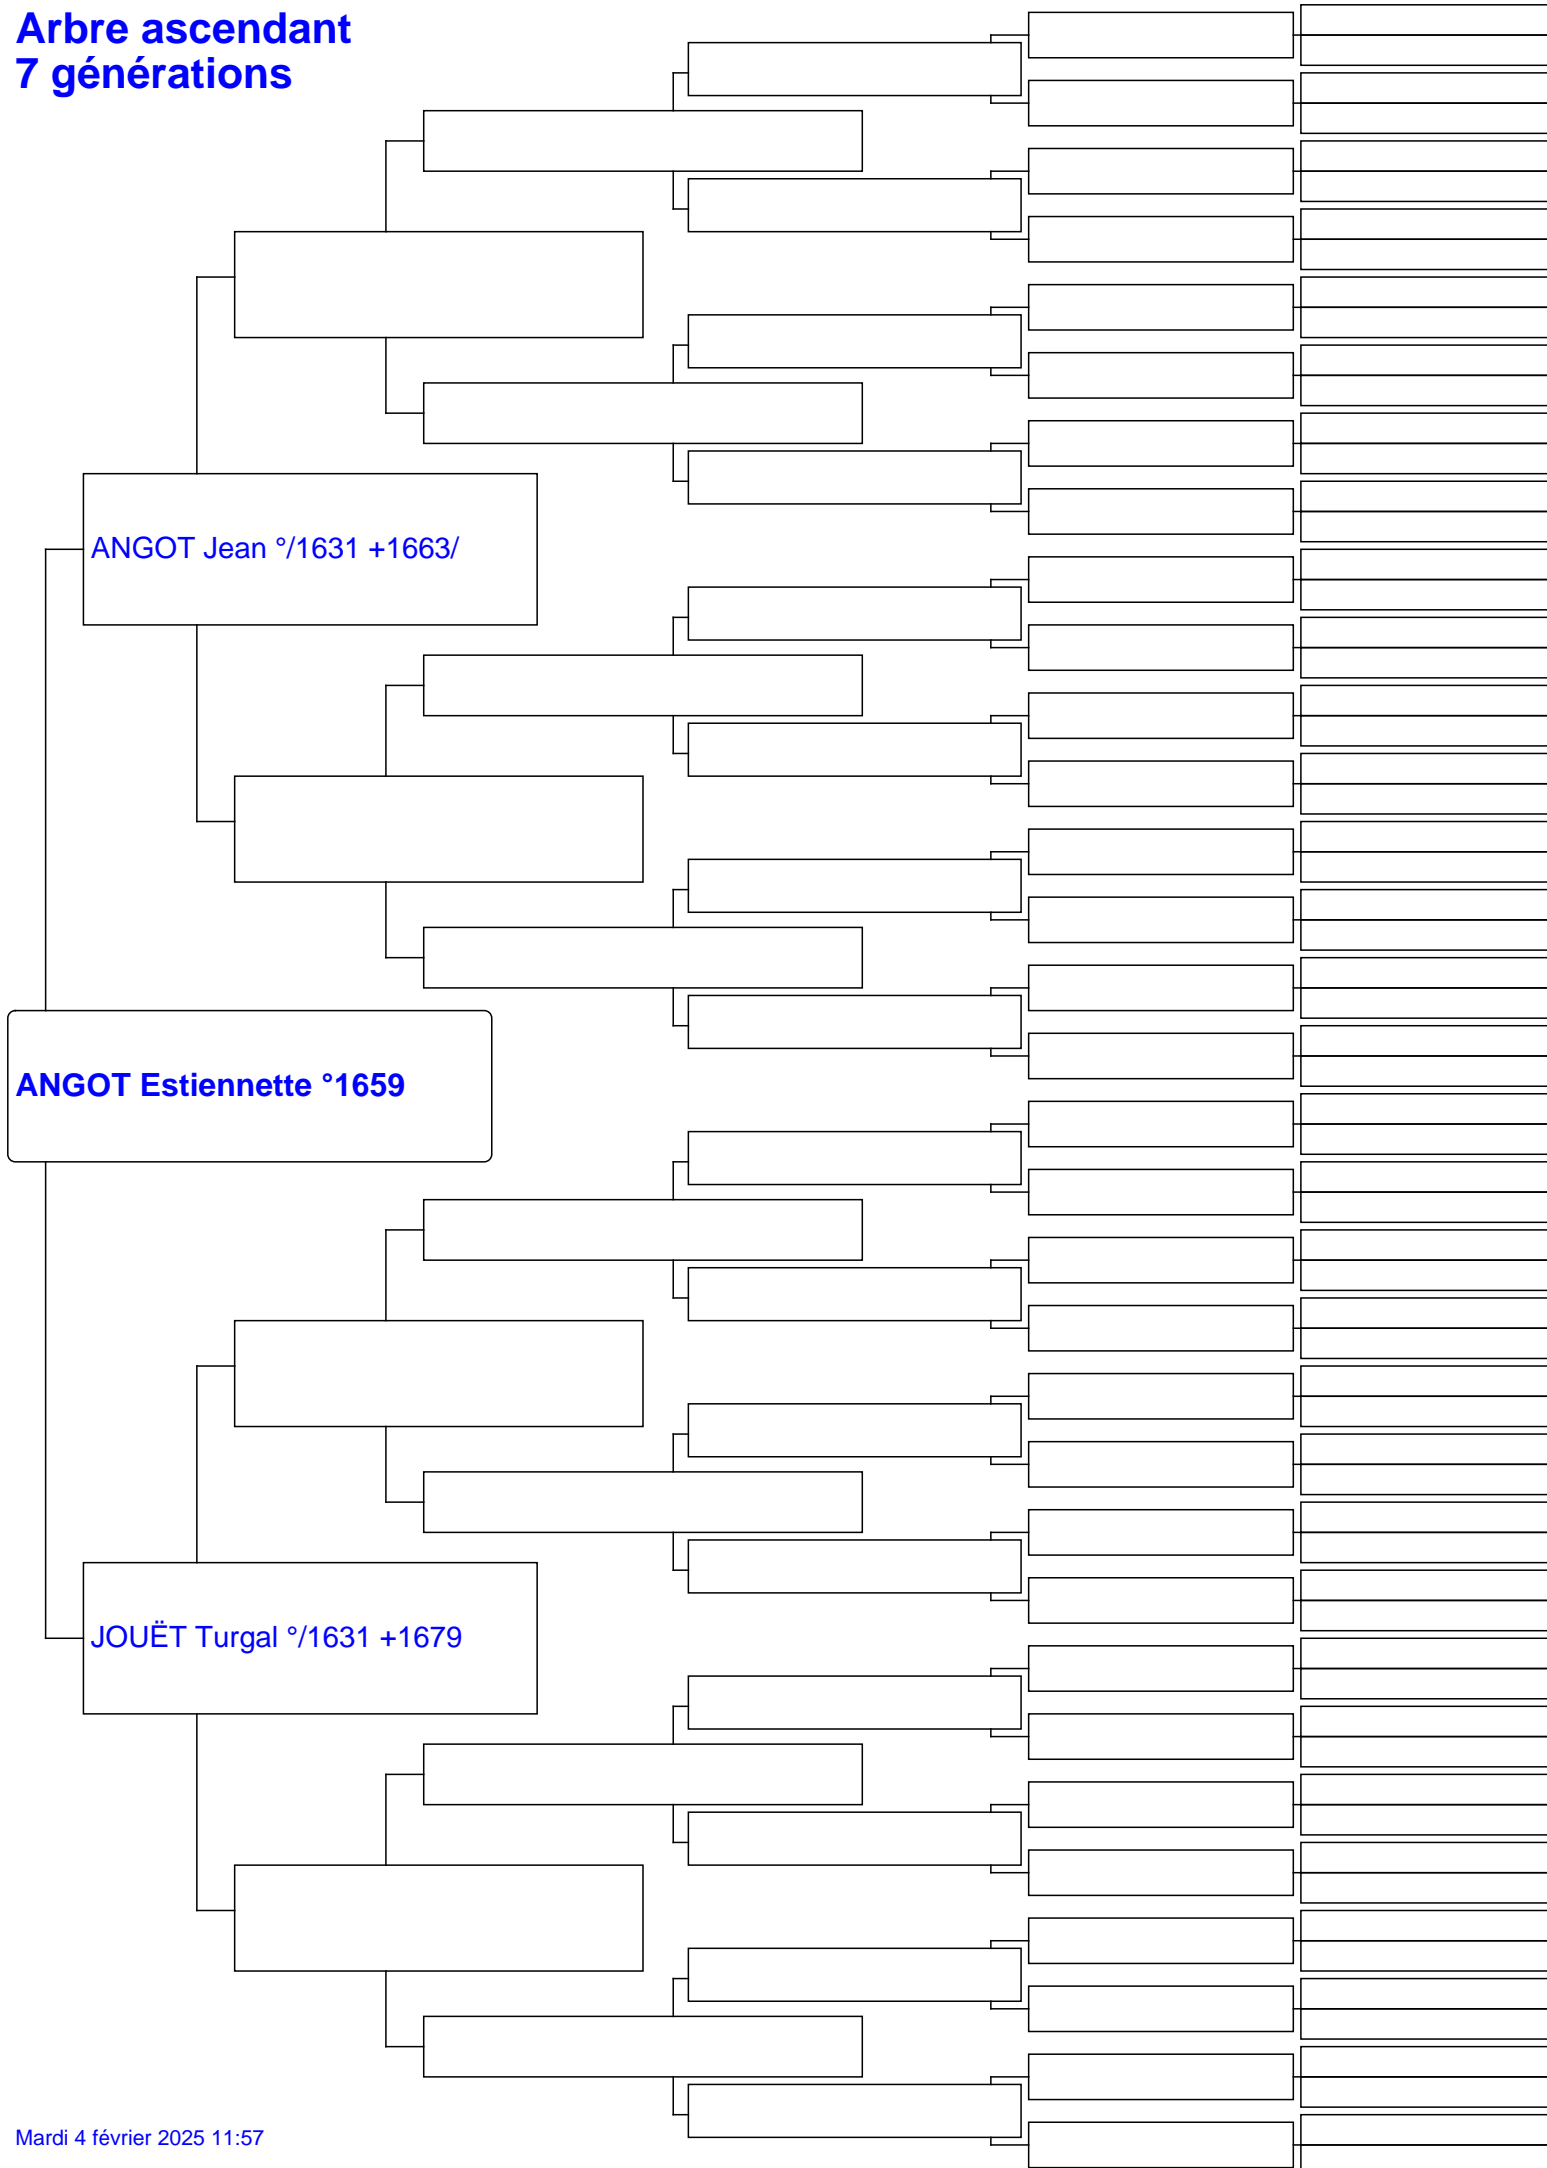 Arbre ascendant
7 générations
ANGOT Jean °/1631 +1663/
ANGOT Estiennette °1659
JOUËT Turgal °/1631 +1679
Mardi 4 février 2025 11:57